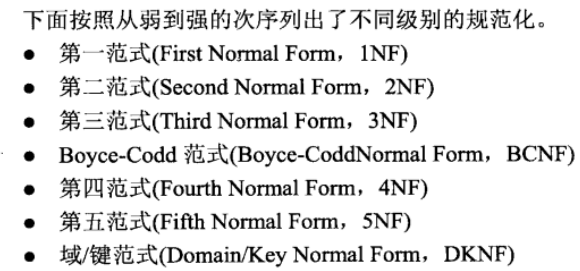 下面按照从弱到强的次序列出了不同级别的规范化。
● 第一范式(First Normal Form，1NF)
● 第二范式(Second Normal Form，2NF)
● 第三范式(Third Normal Form，3NF)
● Boyce-Codd 范式(Boyce-CoddNormal Form，BCNF)
● 第四范式(Fourth Normal Form，4NF)
● 第五范式(Fifth Normal Form，5NF)
● 域/键范式(Domain/Key Normal Form，DKNF)